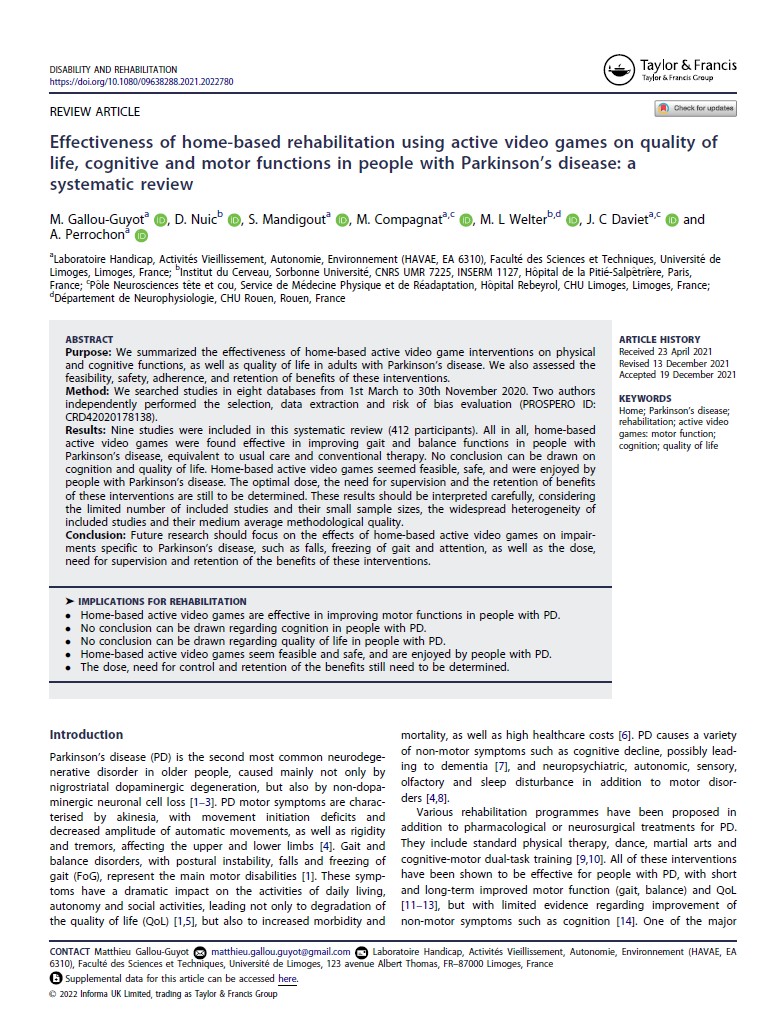 DISABILITY AND REHABILITATION
https://doi.org/10.1080/09638288.2021.2022780
Taylor & Francis
Taylor & Francis Group
REVIEW ARTICLE
Check for updates
Effectiveness of home-based rehabilitation using active video games on quality of
life, cognitive and motor functions in people with Parkinson's disease: a
systematic review
M. Gallou-Guyotᵃ iD, D. Nuicᵇ iD, S. Mandigoutᵃ iD, M. Compagnatᵃ,ᶜ iD, M. L Welterᵇ,ᵈ iD, J. C Davietᵃ,ᶜ iD and
A. Perrochonᵃ iD
ᵃLaboratoire Handicap, Activités Vieillissement, Autonomie, Environnement (HAVAE, EA 6310), Faculté des Sciences et Techniques, Université de
Limoges, Limoges, France; ᵇInstitut du Cerveau, Sorbonne Université, CNRS UMR 7225, INSERM 1127, Hôpital de la Pitié-Salpètrière, Paris,
France; ᶜPôle Neurosciences tête et cou, Service de Médecine Physique et de Réadaptation, Hôpital Rebeyrol, CHU Limoges, Limoges, France;
ᵈDépartement de Neurophysiologie, CHU Rouen, Rouen, France
ABSTRACT
Purpose: We summarized the effectiveness of home-based active video game interventions on physical
and cognitive functions, as well as quality of life in adults with Parkinson's disease. We also assessed the
feasibility, safety, adherence, and retention of benefits of these interventions.
Method: We searched studies in eight databases from 1st March to 30th November 2020. Two authors
independently performed the selection, data extraction and risk of bias evaluation (PROSPERO ID:
CRD42020178138).
Results: Nine studies were included in this systematic review (412 participants). All in all, home-based
active video games were found effective in improving gait and balance functions in people with
Parkinson's disease, equivalent to usual care and conventional therapy. No conclusion can be drawn on
cognition and quality of life. Home-based active video games seemed feasible, safe, and were enjoyed by
people with Parkinson's disease. The optimal dose, the need for supervision and the retention of benefits
of these interventions are still to be determined. These results should be interpreted carefully, considering
the limited number of included studies and their small sample sizes, the widespread heterogeneity of
included studies and their medium average methodological quality.
Conclusion: Future research should focus on the effects of home-based active video games on impair-
ments specific to Parkinson's disease, such as falls, freezing of gait and attention, as well as the dose,
need for supervision and retention of the benefits of these interventions.
ARTICLE HISTORY
Received 23 April 2021
Revised 13 December 2021
Accepted 19 December 2021
KEYWORDS
Home; Parkinson's disease;
rehabilitation; active video
games: motor function;
cognition; quality of life
➤ IMPLICATIONS FOR REHABILITATION
● Home-based active video games are effective in improving motor functions in people with PD.
● No conclusion can be drawn regarding cognition in people with PD.
● No conclusion can be drawn regarding quality of life in people with PD.
● Home-based active video games seem feasible and safe, and are enjoyed by people with PD.
● The dose, need for control and retention of the benefits still need to be determined.
Introduction
Parkinson's disease (PD) is the second most common neurodege-
nerative disorder in older people, caused mainly not only by
nigrostriatal dopaminergic degeneration, but also by non-dopa-
minergic neuronal cell loss [1–3]. PD motor symptoms are charac-
terised by akinesia, with movement initiation deficits and
decreased amplitude of automatic movements, as well as rigidity
and tremors, affecting the upper and lower limbs [4]. Gait and
balance disorders, with postural instability, falls and freezing of
gait (FoG), represent the main motor disabilities [1]. These symp-
toms have a dramatic impact on the activities of daily living,
autonomy and social activities, leading not only to degradation of
the quality of life (QoL) [1,5], but also to increased morbidity and
mortality, as well as high healthcare costs [6]. PD causes a variety
of non-motor symptoms such as cognitive decline, possibly lead-
ing to dementia [7], and neuropsychiatric, autonomic, sensory,
olfactory and sleep disturbance in addition to motor disor-
ders [4,8].
Various rehabilitation programmes have been proposed in
addition to pharmacological or neurosurgical treatments for PD.
They include standard physical therapy, dance, martial arts and
cognitive-motor dual-task training [9,10]. All of these interventions
have been shown to be effective for people with PD, with short
and long-term improved motor function (gait, balance) and QoL
[11–13], but with limited evidence regarding improvement of
non-motor symptoms such as cognition [14]. One of the major
CONTACT Matthieu Gallou-Guyot matthieu.gallou.guyot@gmail.com Laboratoire Handicap, Activités Vieillissement, Autonomie, Environnement (HAVAE, EA
6310), Faculté des Sciences et Techniques, Université de Limoges, 123 avenue Albert Thomas, FR–87000 Limoges, France
Supplemental data for this article can be accessed here.
© 2022 Informa UK Limited, trading as Taylor & Francis Group